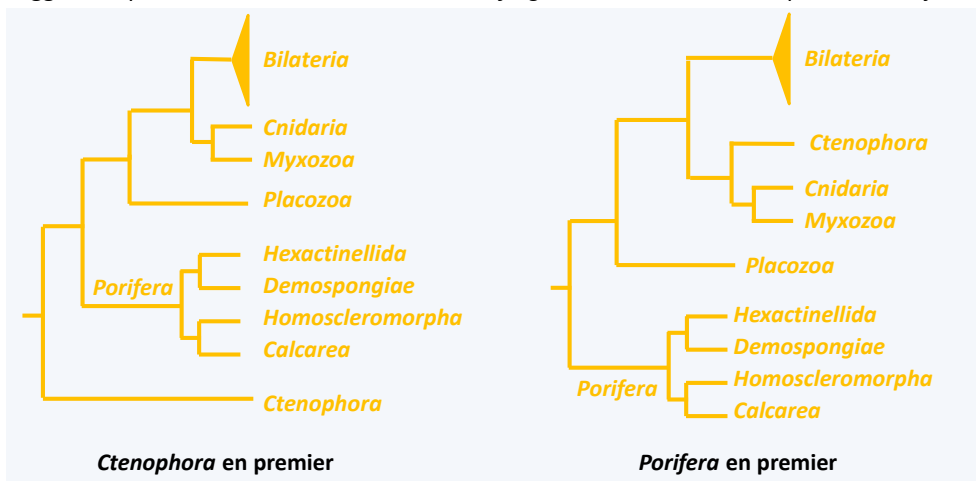 Bilateria
Cnidaria
Myxozoa
Placozoa
Hexactinellida
Porifera
Demospongiae
Homoscleromorpha
Calcarea
Ctenophora
Ctenophora en premier
Bilateria
Ctenophora
Cnidaria
Myxozoa
Placozoa
Hexactinellida
Demospongiae
Porifera
Homoscleromorpha
Calcarea
Porifera en premier